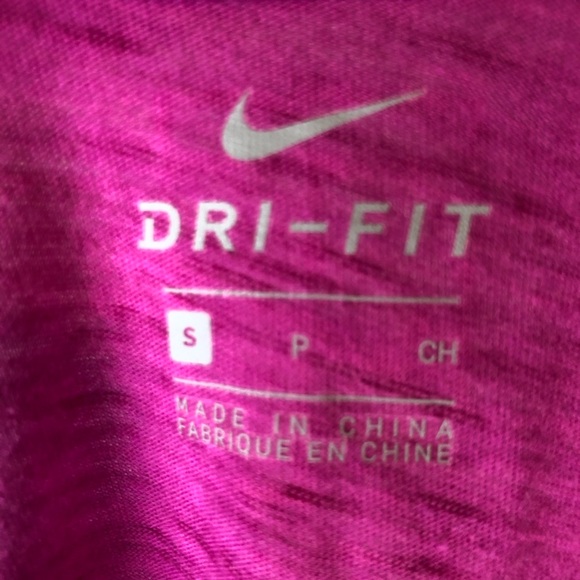 DRI-FIT
S P CH
MADE IN CHINA
FABRIQUE EN CHINE